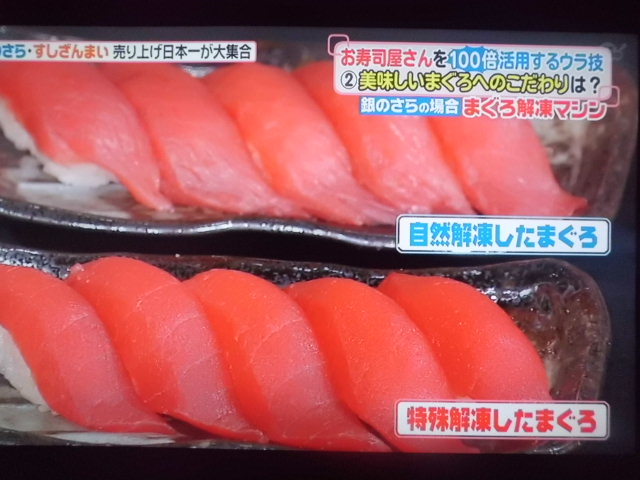 のさら・すしざんまい 売り上げ日本一が大集合
お寿司屋さんを100倍活用するウラ技
②美味しいまぐろへのこだわりは？
銀のさらの場合 まぐろ解凍マシン
自然解凍したまぐろ
特殊解凍したまぐろ